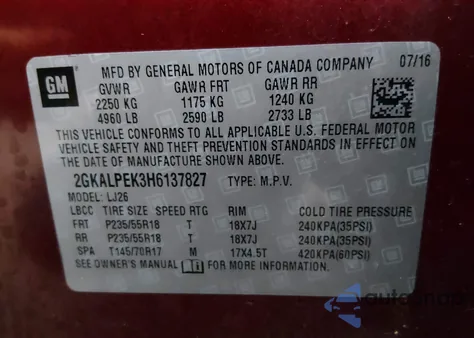 GM
MFD BY GENERAL MOTORS OF CANADA COMPANY 07/16
GVWR GAWR FRT GAWR RR
2250 KG 1175 KG 1240 KG
4960 LB 2590 LB 2733 LB
THIS VEHICLE CONFORMS TO ALL APPLICABLE U.S. FEDERAL MOTOR
VEHICLE SAFETY AND THEFT PREVENTION STANDARDS IN EFFECT ON
THE DATE OF MANUFACTURE SHOWN ABOVE.
2GKALPEK3H6137827 TYPE: M.P.V.
MODEL: LJ26
LBCC TIRE SIZE SPEED RTG RIM COLD TIRE PRESSURE
FRT P235/55R18 T 18X7J 240KPA(35PSI)
RR P235/55R18 T 18X7J 240KPA(35PSI)
SPA T145/70R17 M 17X4.5T 420KPA(60PSI)
SEE OWNER'S MANUAL FOR MORE INFORMATION